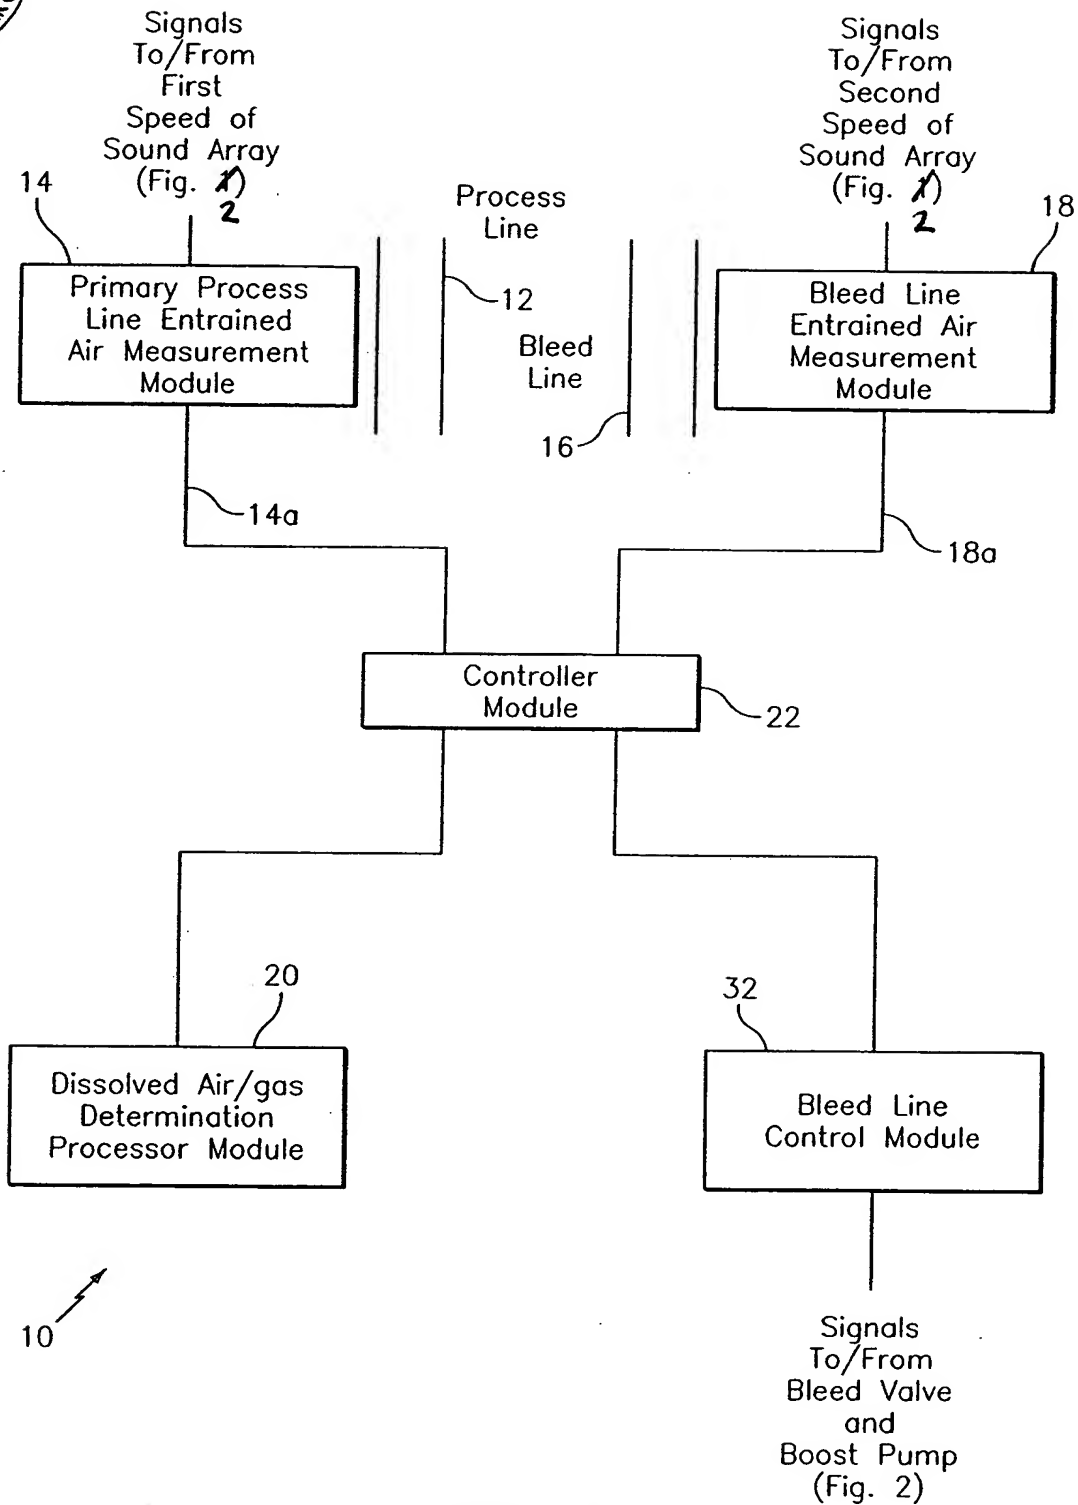 Signals
To/From
First
Speed of
Sound Array
(Fig. 1)
2
Signals
To/From
Second
Speed of
Sound Array
(Fig. 1)
2
14
Process
Line
18
Primary Process
Line Entrained
Air Measurement
Module
12
Bleed
Line
16
Bleed Line
Entrained Air
Measurement
Module
14a
18a
Controller
Module
22
20
32
Dissolved Air/gas
Determination
Processor Module
Bleed Line
Control Module
10
Signals
To/From
Bleed Valve
and
Boost Pump
(Fig. 2)